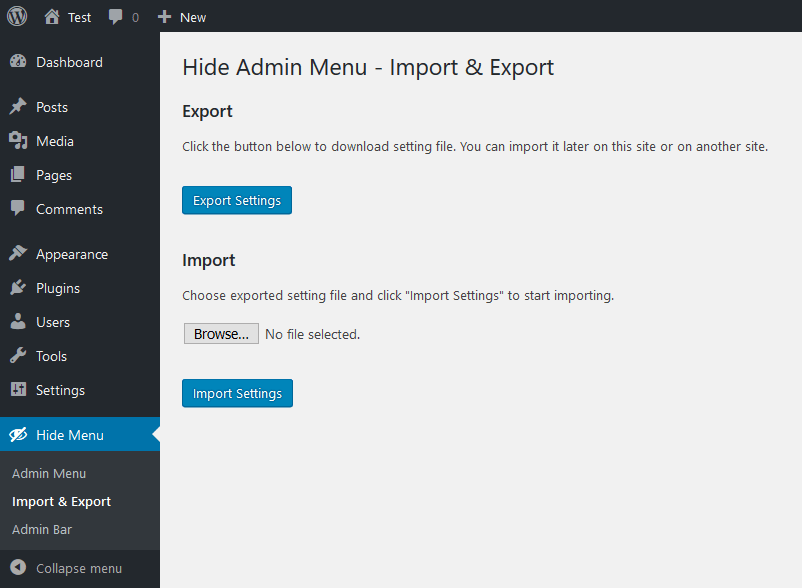 Test 0 New
Dashboard
Posts
Media
Pages
Comments
Appearance
Plugins
Users
Tools
Settings
Hide Menu
Admin Menu
Import & Export
Admin Bar
Collapse menu
Hide Admin Menu - Import & Export
Export
Click the button below to download setting file. You can import it later on this site or on another site.
Export Settings
Import
Choose exported setting file and click "Import Settings" to start importing.
Browse... No file selected.
Import Settings